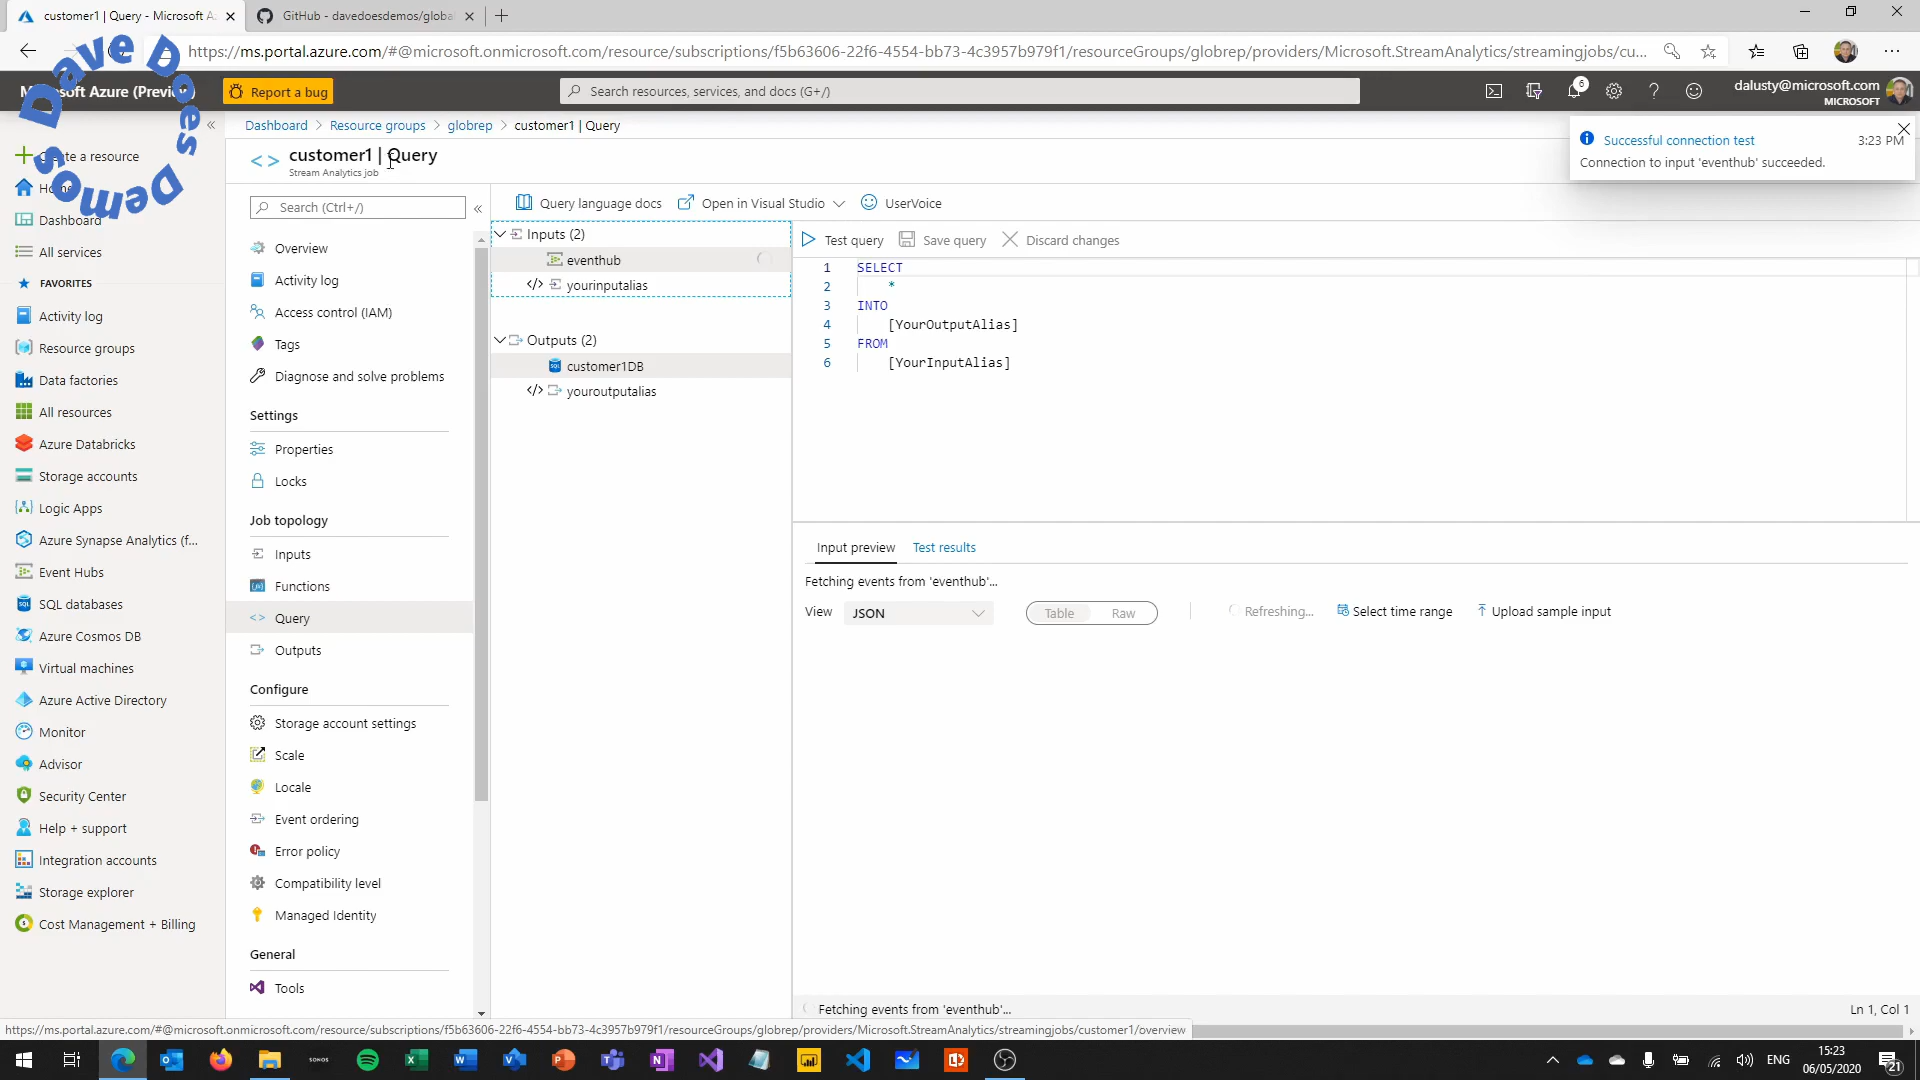 customer1 | Query - Microsoft A
GitHub - davedoesdemos/globa
https://ms.portal.azure.com/#@microsoft.onmicrosoft.com/resource/subscriptions/f5b63606-22f6-4554-bb73-4c3957b979f1/resourceGroups/globrep/providers/Microsoft.StreamAnalytics/streamingjobs/cu...
Dave Does Demos
Azure
Report a bug
Search resources, services, and docs (G+/)
6
dalusty@microsoft.com
MICROSOFT
Dashboard > Resource groups > globrep > customer1 | Query
customer1 | Query
Stream Analytics job
Successful connection test
3:23 PM
Connection to input 'eventhub' succeeded.
a resource
Dashboard
All services
FAVORITES
Activity log
Resource groups
Data factories
All resources
Azure Databricks
Storage accounts
Logic Apps
Azure Synapse Analytics (f...
Event Hubs
SQL databases
Azure Cosmos DB
Virtual machines
Azure Active Directory
Monitor
Advisor
Security Center
Help + support
Integration accounts
Storage explorer
Cost Management + Billing
Search (Ctrl+/)
Overview
Activity log
Access control (IAM)
Tags
Diagnose and solve problems
Settings
Properties
Locks
Job topology
Inputs
Functions
Query
Outputs
Configure
Storage account settings
Scale
Locale
Event ordering
Error policy
Compatibility level
Managed Identity
General
Tools
Query language docs
Open in Visual Studio
UserVoice
Inputs (2)
eventhub
yourinputalias
Outputs (2)
customer1DB
youroutputalias
Test query
Save query
Discard changes
1 SELECT
2 *
3 INTO
4 [YourOutputAlias]
5 FROM
6 [YourInputAlias]
Input preview
Test results
Fetching events from 'eventhub'...
View
JSON
Table
Raw
Refreshing...
Select time range
Upload sample input
Fetching events from 'eventhub'...
Ln 1, Col 1
https://ms.portal.azure.com/#@microsoft.onmicrosoft.com/resource/subscriptions/f5b63606-22f6-4554-bb73-4c3957b979f1/resourceGroups/globrep/providers/Microsoft.StreamAnalytics/streamingjobs/customer1/overview
SONOS
ENG
15:23
06/05/2020
21